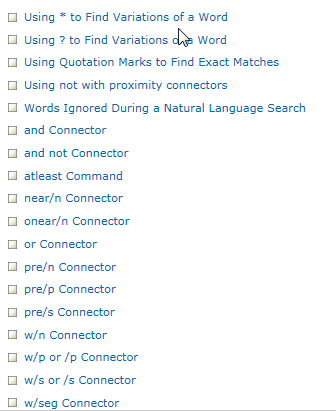 Using * to Find Variations of a Word
Using ? to Find Variations of a Word
Using Quotation Marks to Find Exact Matches
Using not with proximity connectors
Words Ignored During a Natural Language Search
and Connector
and not Connector
atleast Command
near/n Connector
onear/n Connector
or Connector
pre/n Connector
pre/p Connector
pre/s Connector
w/n Connector
w/p or /p Connector
w/s or /s Connector
w/seg Connector